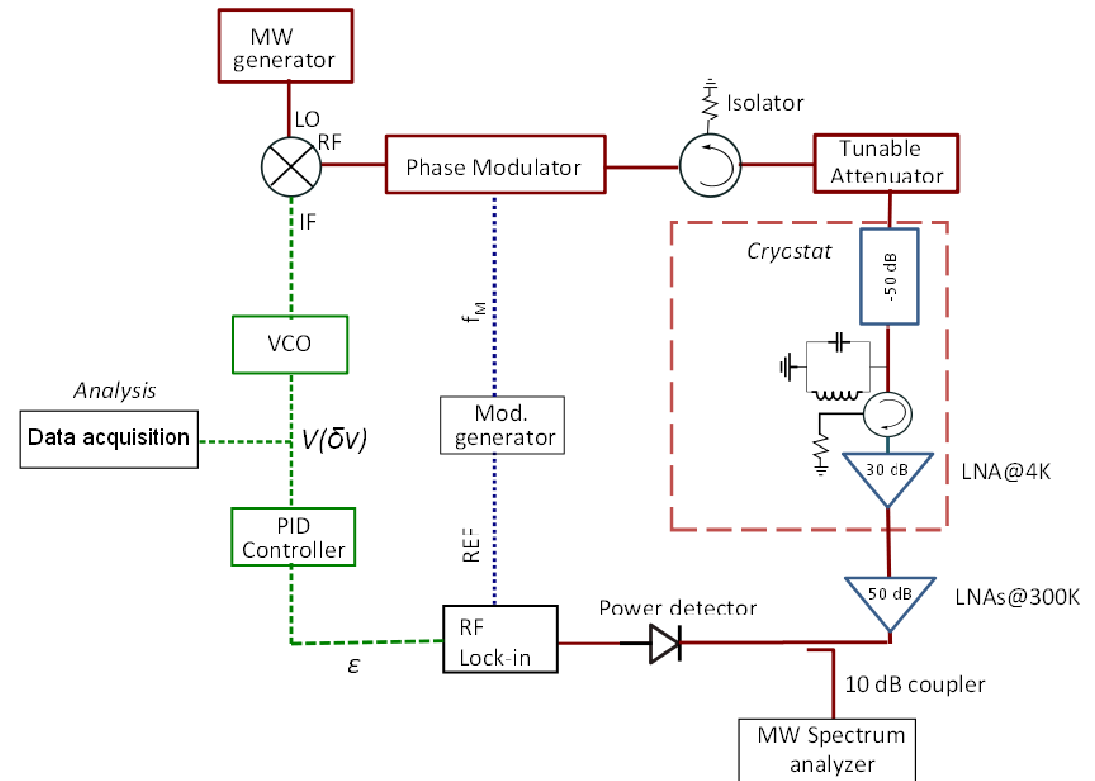 MW
generator
LO
RF
IF
Phase Modulator
Isolator
Tunable
Attenuator
Cryostat
-50 dB
VCO
fM
Analysis
Data acquisition
V(δν)
Mod.
generator
30 dB
LNA@4K
PID
Controller
REF
50 dB
LNAs@300K
Power detector
RF
Lock-in
ε
10 dB coupler
MW Spectrum
analyzer